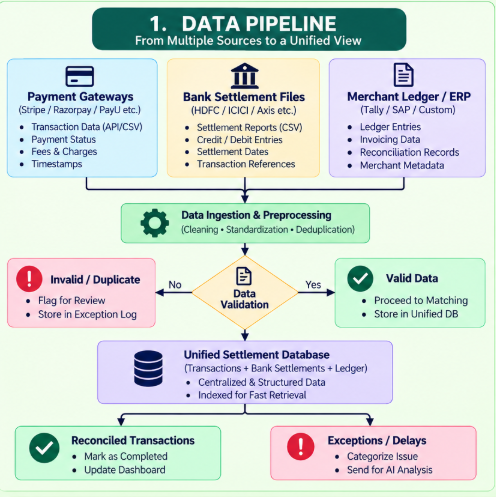 1. DATA PIPELINE
From Multiple Sources to a Unified View
Payment Gateways
(Stripe / Razorpay / PayU etc.)
• Transaction Data (API/CSV)
• Payment Status
• Fees & Charges
• Timestamps
Bank Settlement Files
(HDFC / ICICI / Axis etc.)
• Settlement Reports (CSV)
• Credit / Debit Entries
• Settlement Dates
• Transaction References
Merchant Ledger / ERP
(Tally / SAP / Custom)
• Ledger Entries
• Invoicing Data
• Reconciliation Records
• Merchant Metadata
Data Ingestion & Preprocessing
(Cleaning • Standardization • Deduplication)
Invalid / Duplicate
• Flag for Review
• Store in Exception Log
No
Data
Validation
Yes
Valid Data
• Proceed to Matching
• Store in Unified DB
Unified Settlement Database
(Transactions + Bank Settlements + Ledger)
• Centralized & Structured Data
• Indexed for Fast Retrieval
Reconciled Transactions
• Mark as Completed
• Update Dashboard
Exceptions / Delays
• Categorize Issue
• Send for AI Analysis